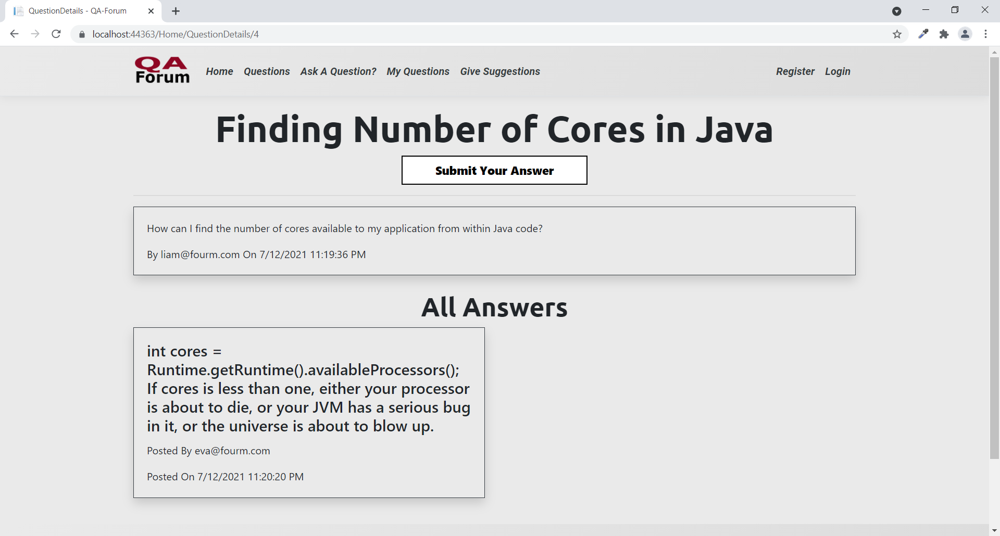 QuestionDetails - QA-Forum
localhost:44363/Home/QuestionDetails/4
QA
Forum
Home Questions Ask A Question? My Questions Give Suggestions Register Login
Finding Number of Cores in Java
Submit Your Answer
How can I find the number of cores available to my application from within Java code?
By liam@fourm.com On 7/12/2021 11:19:36 PM
All Answers
int cores =
Runtime.getRuntime().availableProcessors();
If cores is less than one, either your processor
is about to die, or your JVM has a serious bug
in it, or the universe is about to blow up.
Posted By eva@fourm.com
Posted On 7/12/2021 11:20:20 PM